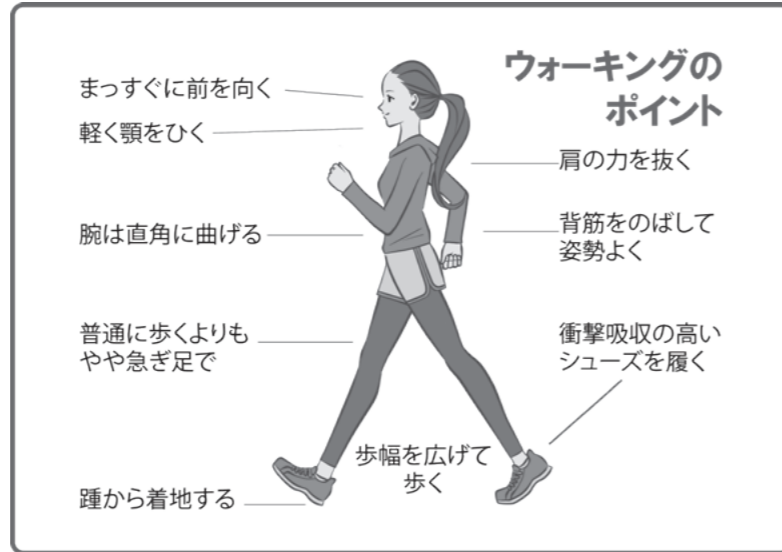 ウォーキングの
ポイント
まっすぐに前を向く
軽く顎をひく
腕は直角に曲げる
普通に歩くよりも
やや急ぎ足で
踵から着地する
肩の力を抜く
背筋をのばして
姿勢よく
衝撃吸収の高い
シューズを履く
歩幅を広げて
歩く